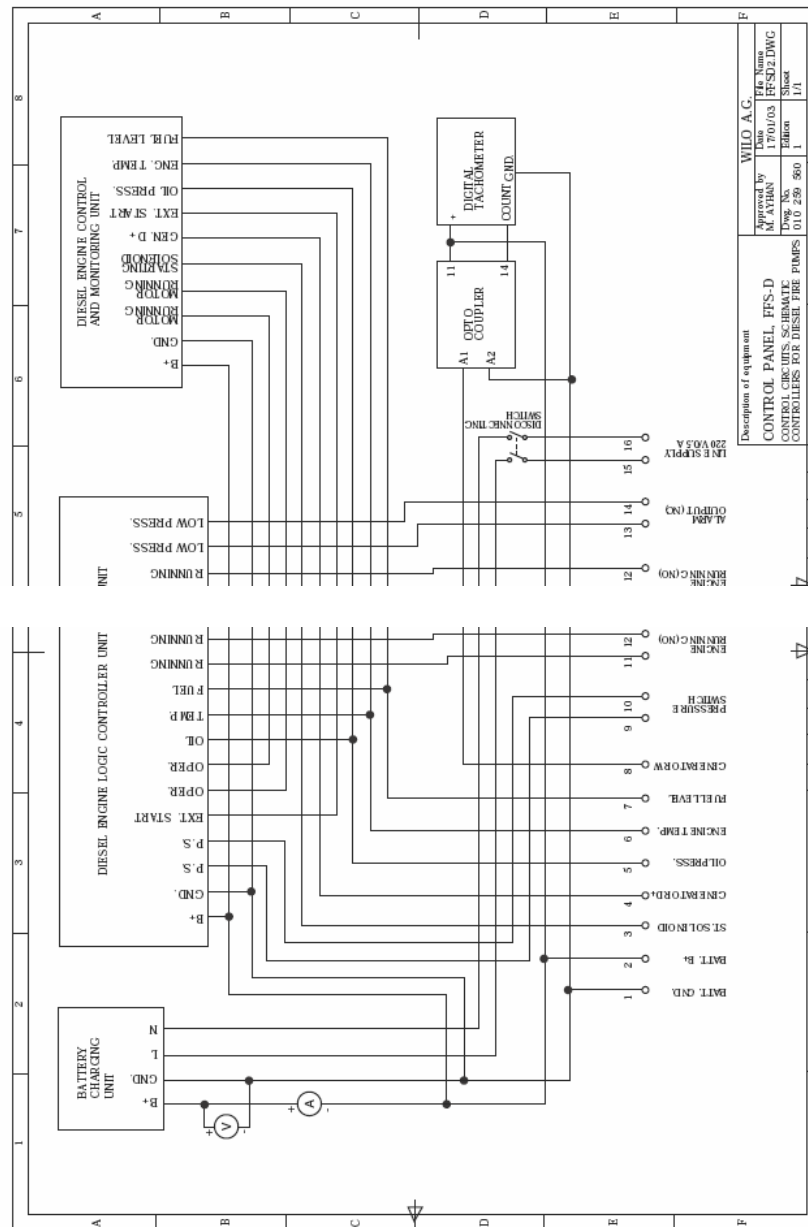 A
B
C
D
E
F
8
7
6
5
DIESEL ENGINE CONTROL
AND MONITORING UNIT
FUEL LEVEL
ENG. TEMP.
OIL PRESS.
EXT. START
GEN. D+
STARTING
SOLENOID
MOTOR
RUNNING
MOTOR
RUNNING
GND.
B+
DIGITAL
TACHOMETER
+
COUNT
GND.
11
14
OPTO
COUPLER
A1
A2
DISCONNECTING
SWITCH
16
15
LINE SUPPLY
220 V/0.5 A
14
13
ALARM
OUTPUT (NO)
12
ENGINE
RUNNING (NO)
LOW PRESS.
LOW PRESS.
RUNNING
UNIT
Description of equipment
CONTROL PANEL, FFS-D
CONTROL CIRCUITS, SCHEMATIC
CONTROLLERS FOR DIESEL FIRE PUMPS
WILO A.G.
Approved by
M. AYHAN
Date
17/01/03
File Name
FFSD2.DWG
Dwg. No.
010 259 560
Edition
1
Sheet
1/1
4
3
2
1
DIESEL ENGINE LOGIC CONTROLLER UNIT
RUNNING
RUNNING
FUEL
TEMP.
OIL
OPER.
OPER.
EXT. START
P.S.
P.S.
GND.
B+
12
11
ENGINE
RUNNING (NO)
10
9
PRESSURE
SWITCH
8
GENERATOR W
7
FUEL LEVEL
6
ENGINE TEMP.
5
OIL PRESS.
4
GENERATOR D+
3
ST. SOLENOID
2
BATT. B+
1
BATT. GND.
BATTERY
CHARGING
UNIT
N
L
GND.
B+
+
V
-
+
A
-
A
B
C
D
E
F